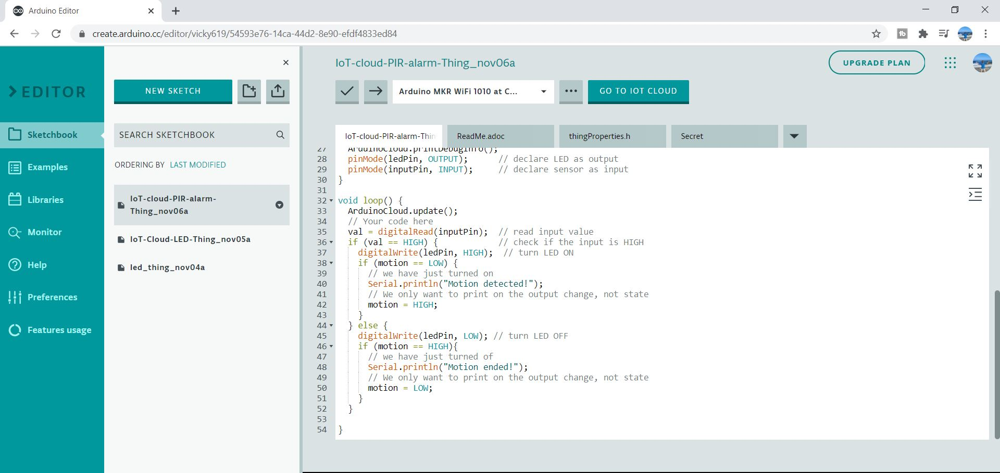 Arduino Editor
create.arduino.cc/editor/vicky619/54593e76-14ca-44d2-8e90-efdf4833ed84
EDITOR
Sketchbook
Examples
Libraries
Monitor
Help
Preferences
Features usage
NEW SKETCH
SEARCH SKETCHBOOK
ORDERING BY LAST MODIFIED
IoT-cloud-PIR-alarm-
Thing_nov06a
IoT-Cloud-LED-Thing_nov05a
led_thing_nov04a
IoT-cloud-PIR-alarm-Thing_nov06a
UPGRADE PLAN
Arduino MKR WiFi 1010 at C...
GO TO IOT CLOUD
IoT-cloud-PIR-alarm-Thin
ReadMe.adoc
thingProperties.h
Secret
27 ArduinoCloud.printDebugInfo();
28 pinMode(ledPin, OUTPUT); // declare LED as output
29 pinMode(inputPin, INPUT); // declare sensor as input
30 }
31
32 void loop() {
33 ArduinoCloud.update();
34 // Your code here
35 val = digitalRead(inputPin); // read input value
36 if (val == HIGH) { // check if the input is HIGH
37 digitalWrite(ledPin, HIGH); // turn LED ON
38 if (motion == LOW) {
39 // we have just turned on
40 Serial.println("Motion detected!");
41 // We only want to print on the output change, not state
42 motion = HIGH;
43 }
44 } else {
45 digitalWrite(ledPin, LOW); // turn LED OFF
46 if (motion == HIGH){
47 // we have just turned of
48 Serial.println("Motion ended!");
49 // We only want to print on the output change, not state
50 motion = LOW;
51 }
52 }
53
54 }